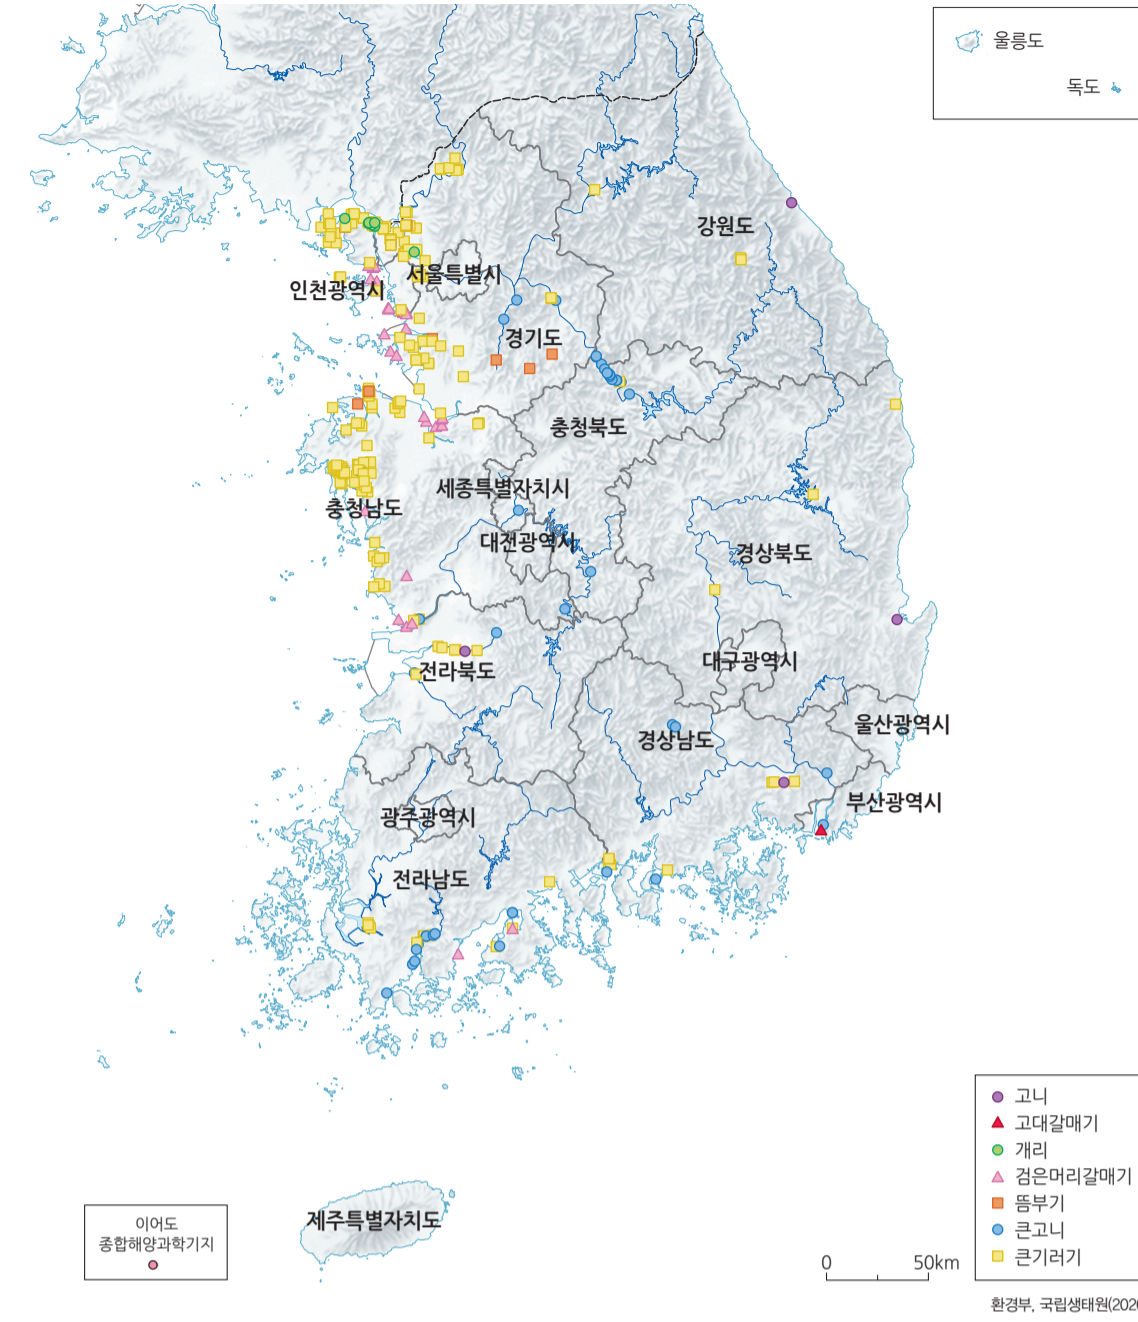 울릉도
독도
강원도
서울특별시
인천광역시
경기도
충청북도
세종특별자치시
충청남도
대전광역시
경상북도
대구광역시
전라북도
울산광역시
경상남도
부산광역시
광주광역시
전라남도
제주특별자치도
이어도
종합해양과학기지
고니
고대갈매기
개리
검은머리갈매기
뜸부기
큰고니
큰기러기
0 50km
환경부, 국립생태원(202